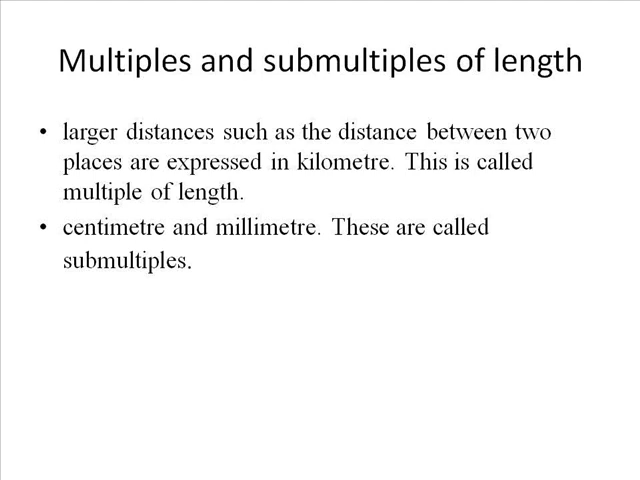 Multiples and submultiples of length
• larger distances such as the distance between two
places are expressed in kilometre. This is called
multiple of length.
• centimetre and millimetre. These are called
submultiples.